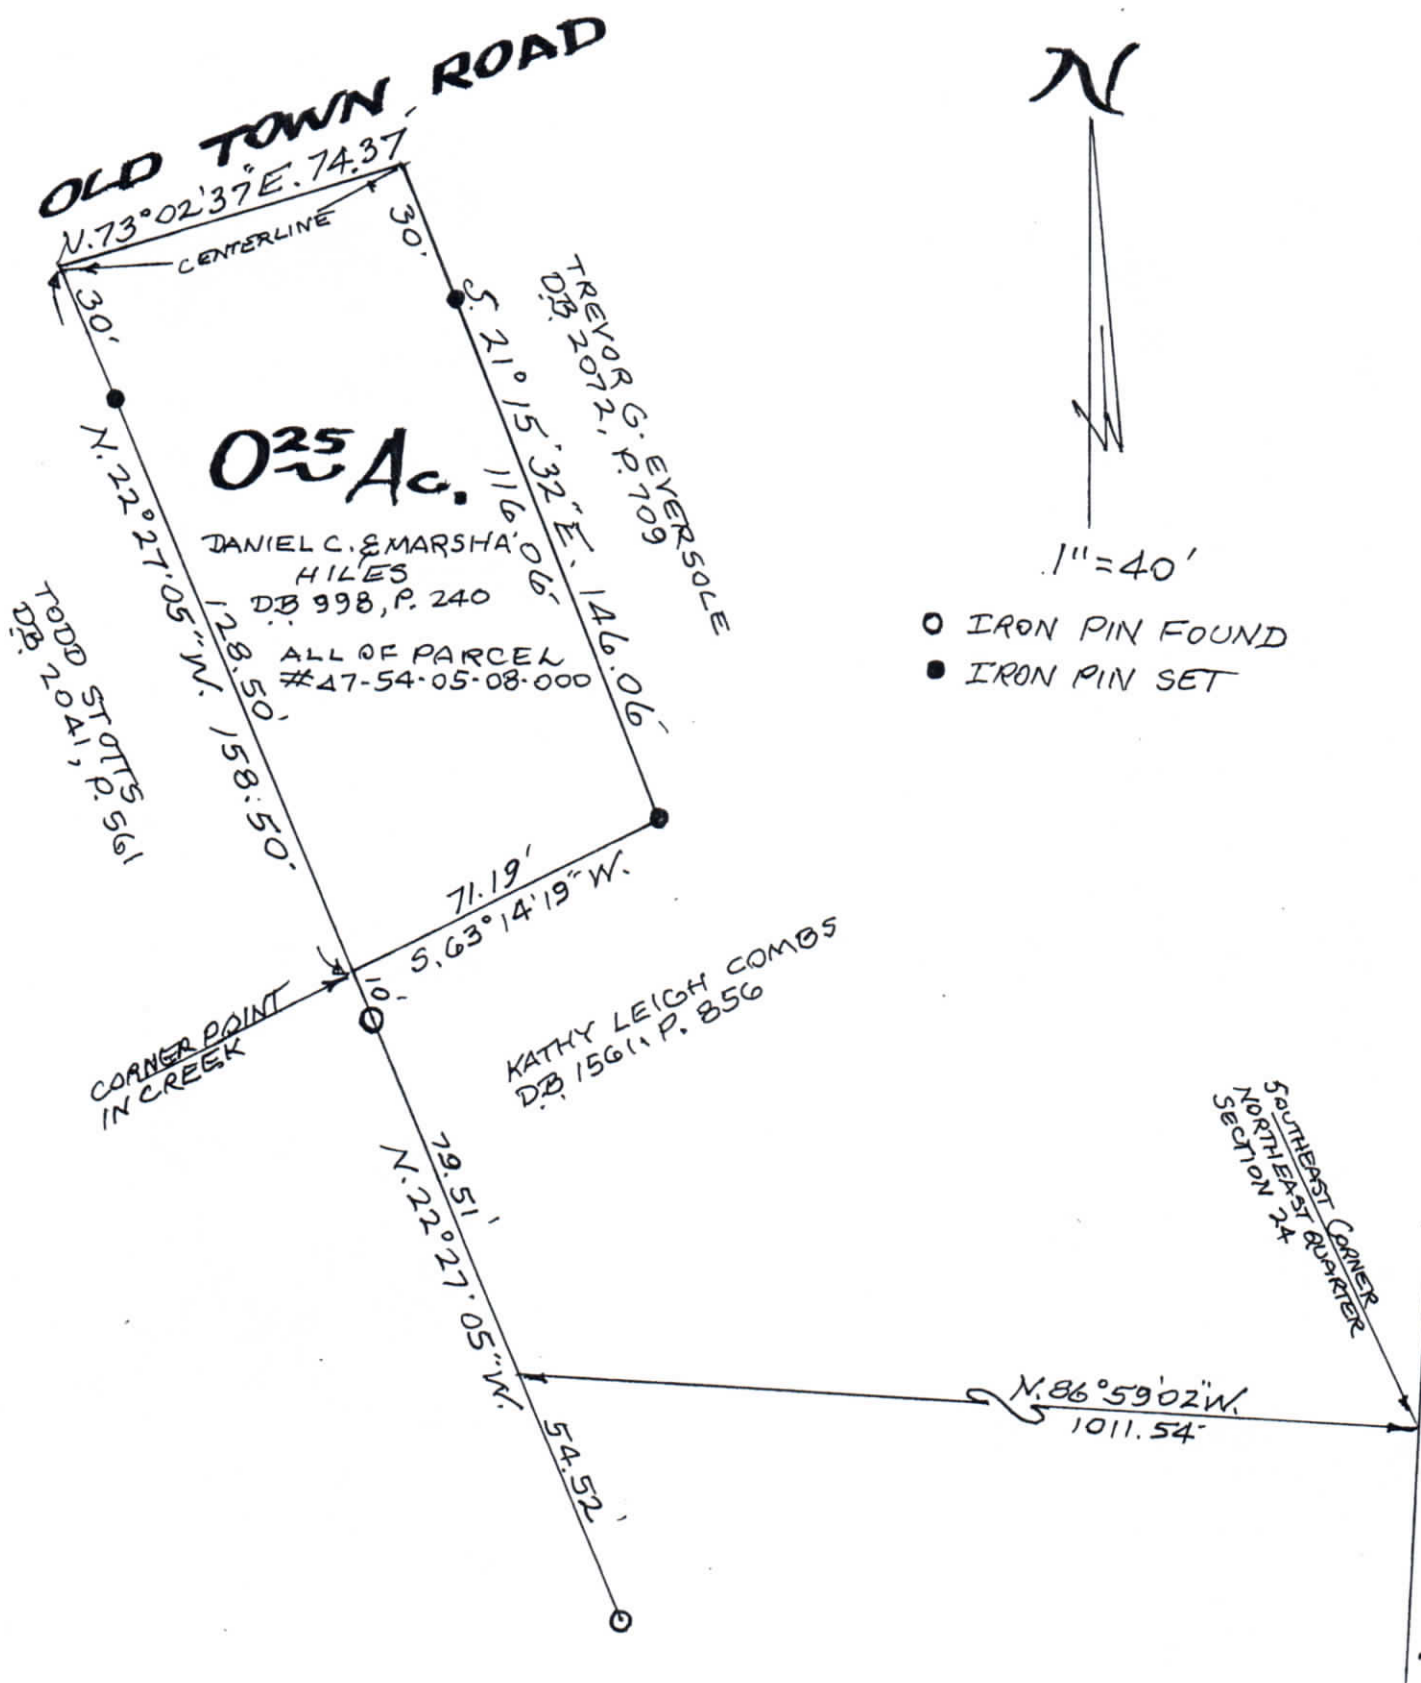 OLD TOWN ROAD
N.73°02'37"E. 74.37'
CENTERLINE
30'
30'
N
1"=40'
O IRON PIN FOUND
● IRON PIN SET
S. 21°15'32"E. 146.06'
116.06'
TREVOR G. EVERSOLE
D.B. 2072, P. 709
0.25 Ac.
DANIEL C. & MARSHA
HILES
D.B 998, P. 240
ALL OF PARCEL
#47-54-05-08-000
N. 22°27'05"W. 158.50'
128.50'
TODD STOTTS
D.B. 2041, P. 561
71.19'
S. 63°14'19"W.
CORNER POINT
IN CREEK
10'
KATHY LEIGH COMBS
D.B. 1561, P. 856
79.51'
N. 22°27'05"W.
54.52'
SOUTHEAST CORNER
NORTHEAST QUARTER
SECTION 24
N. 86°59'02"W.
1011.54'